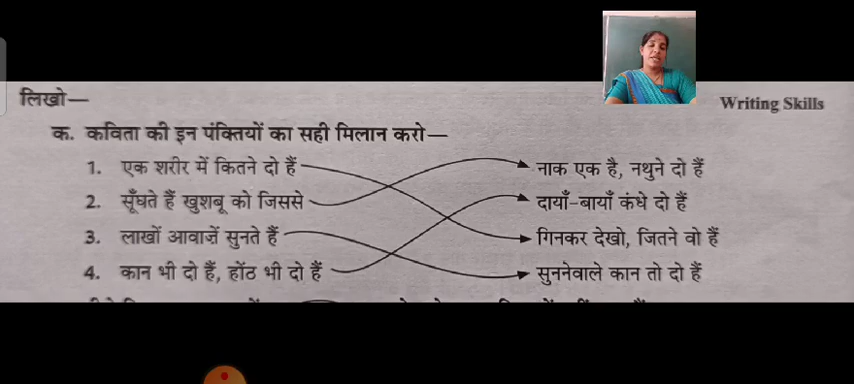 लिखो—
Writing Skills
क. कविता की इन पंक्तियों का सही मिलान करो—
1. एक शरीर में कितने दो हैं नाक एक है, नथुने दो हैं
2. सूँघते हैं खुशबू को जिससे दायाँ-बायाँ कंधे दो हैं
3. लाखों आवाज़ें सुनते हैं गिनकर देखो, जितने वो हैं
4. कान भी दो हैं, होंठ भी दो हैं सुननेवाले कान तो दो हैं